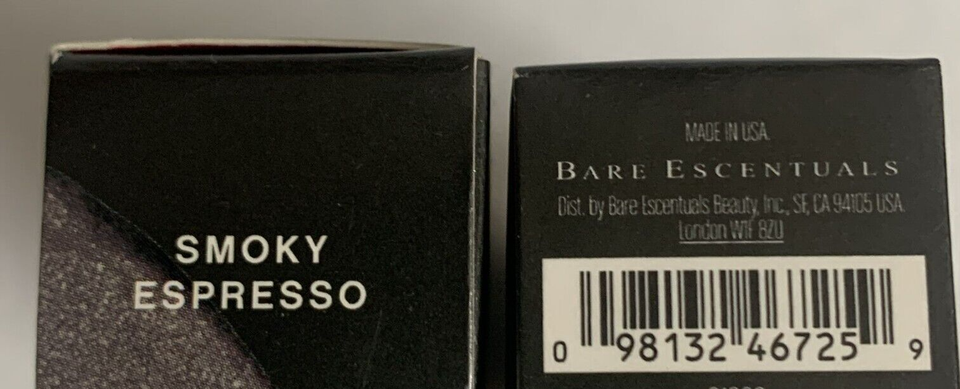 SMOKY
ESPRESSO
MADE IN USA.
BARE ESCENTUALS
Dist. by Bare Escentuals Beauty, Inc., SF, CA 94105 USA
London W1F 8ZU
0 98132 46725 9